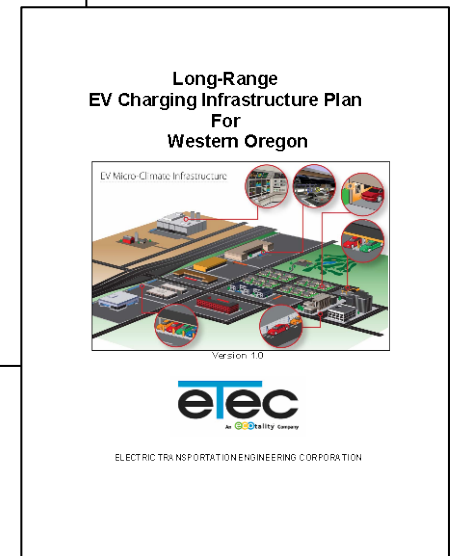 Long-Range
EV Charging Infrastructure Plan
For
Western Oregon
EV Micro-Climate Infrastructure
Version 1.0
eTec
An ECOtality Company
ELECTRIC TRANSPORTATION ENGINEERING CORPORATION